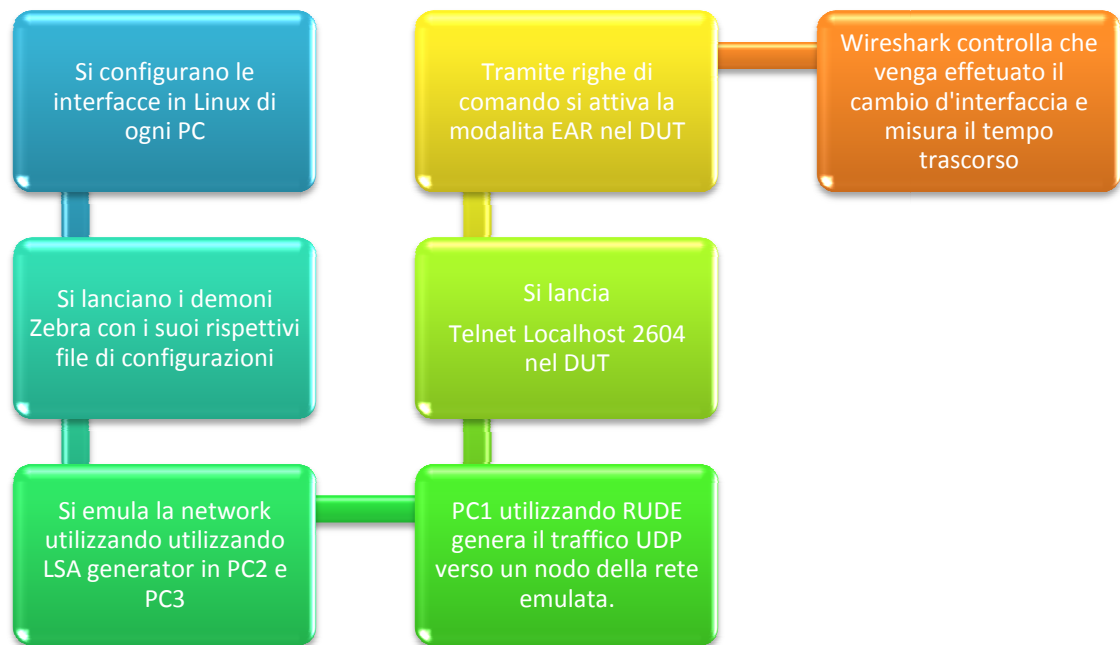 Si configurano le
interfacce in Linux di
ogni PC
Si lanciano i demoni
Zebra con i suoi rispettivi
file di configurazioni
Si emula la network
utilizzando utilizzando
LSA generator in PC2 e
PC3
PC1 utilizzando RUDE
genera il traffico UDP
verso un nodo della rete
emulata.
Si lancia
Telnet Localhost 2604
nel DUT
Tramite righe di
comando si attiva la
modalita EAR nel DUT
Wireshark controlla che
venga effetuato il
cambio d'interfaccia e
misura il tempo
trascorso